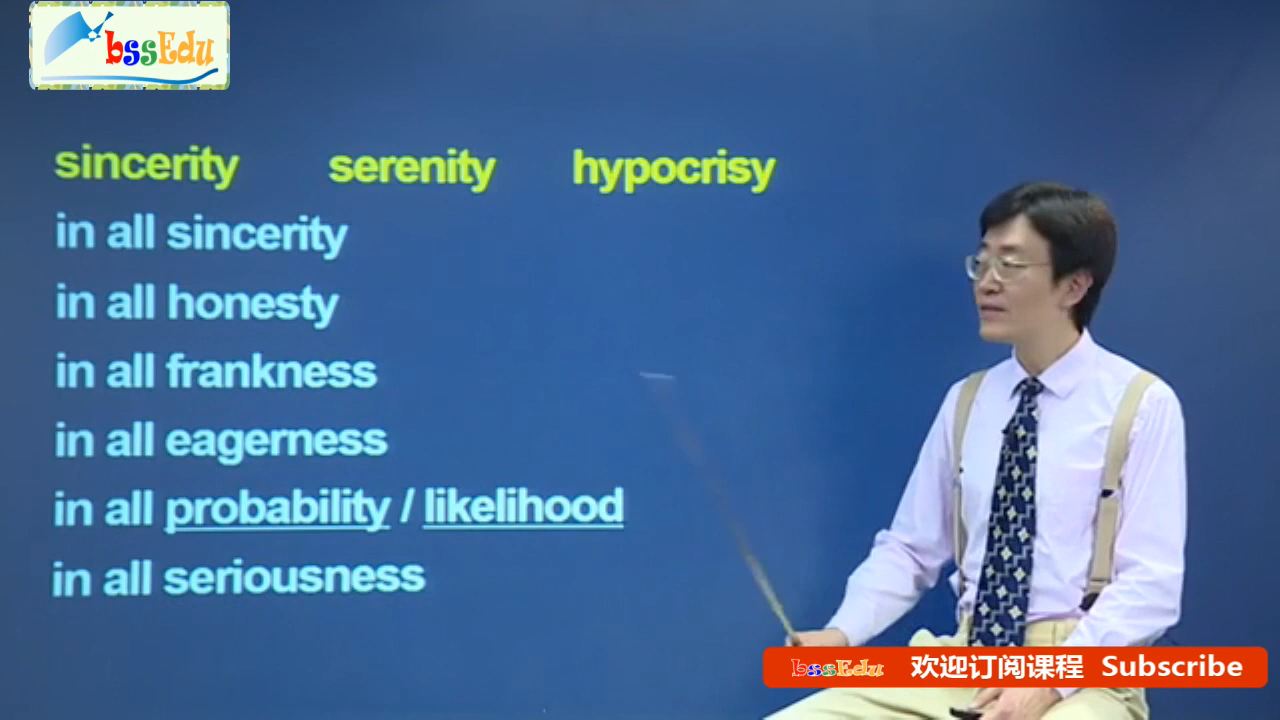 bssEdu
sincerity serenity hypocrisy
in all sincerity
in all honesty
in all frankness
in all eagerness
in all probability / likelihood
in all seriousness
bssEdu 欢迎订阅课程 Subscribe